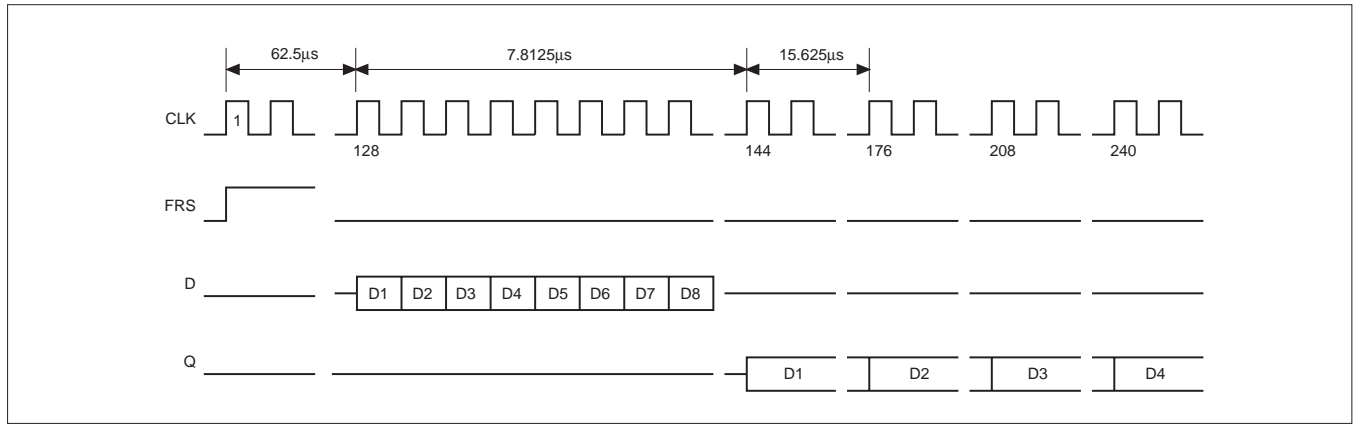 62.5μs 7.8125μs 15.625μs
CLK 1
128 144 176 208 240
FRS
D D1 D2 D3 D4 D5 D6 D7 D8
Q D1 D2 D3 D4